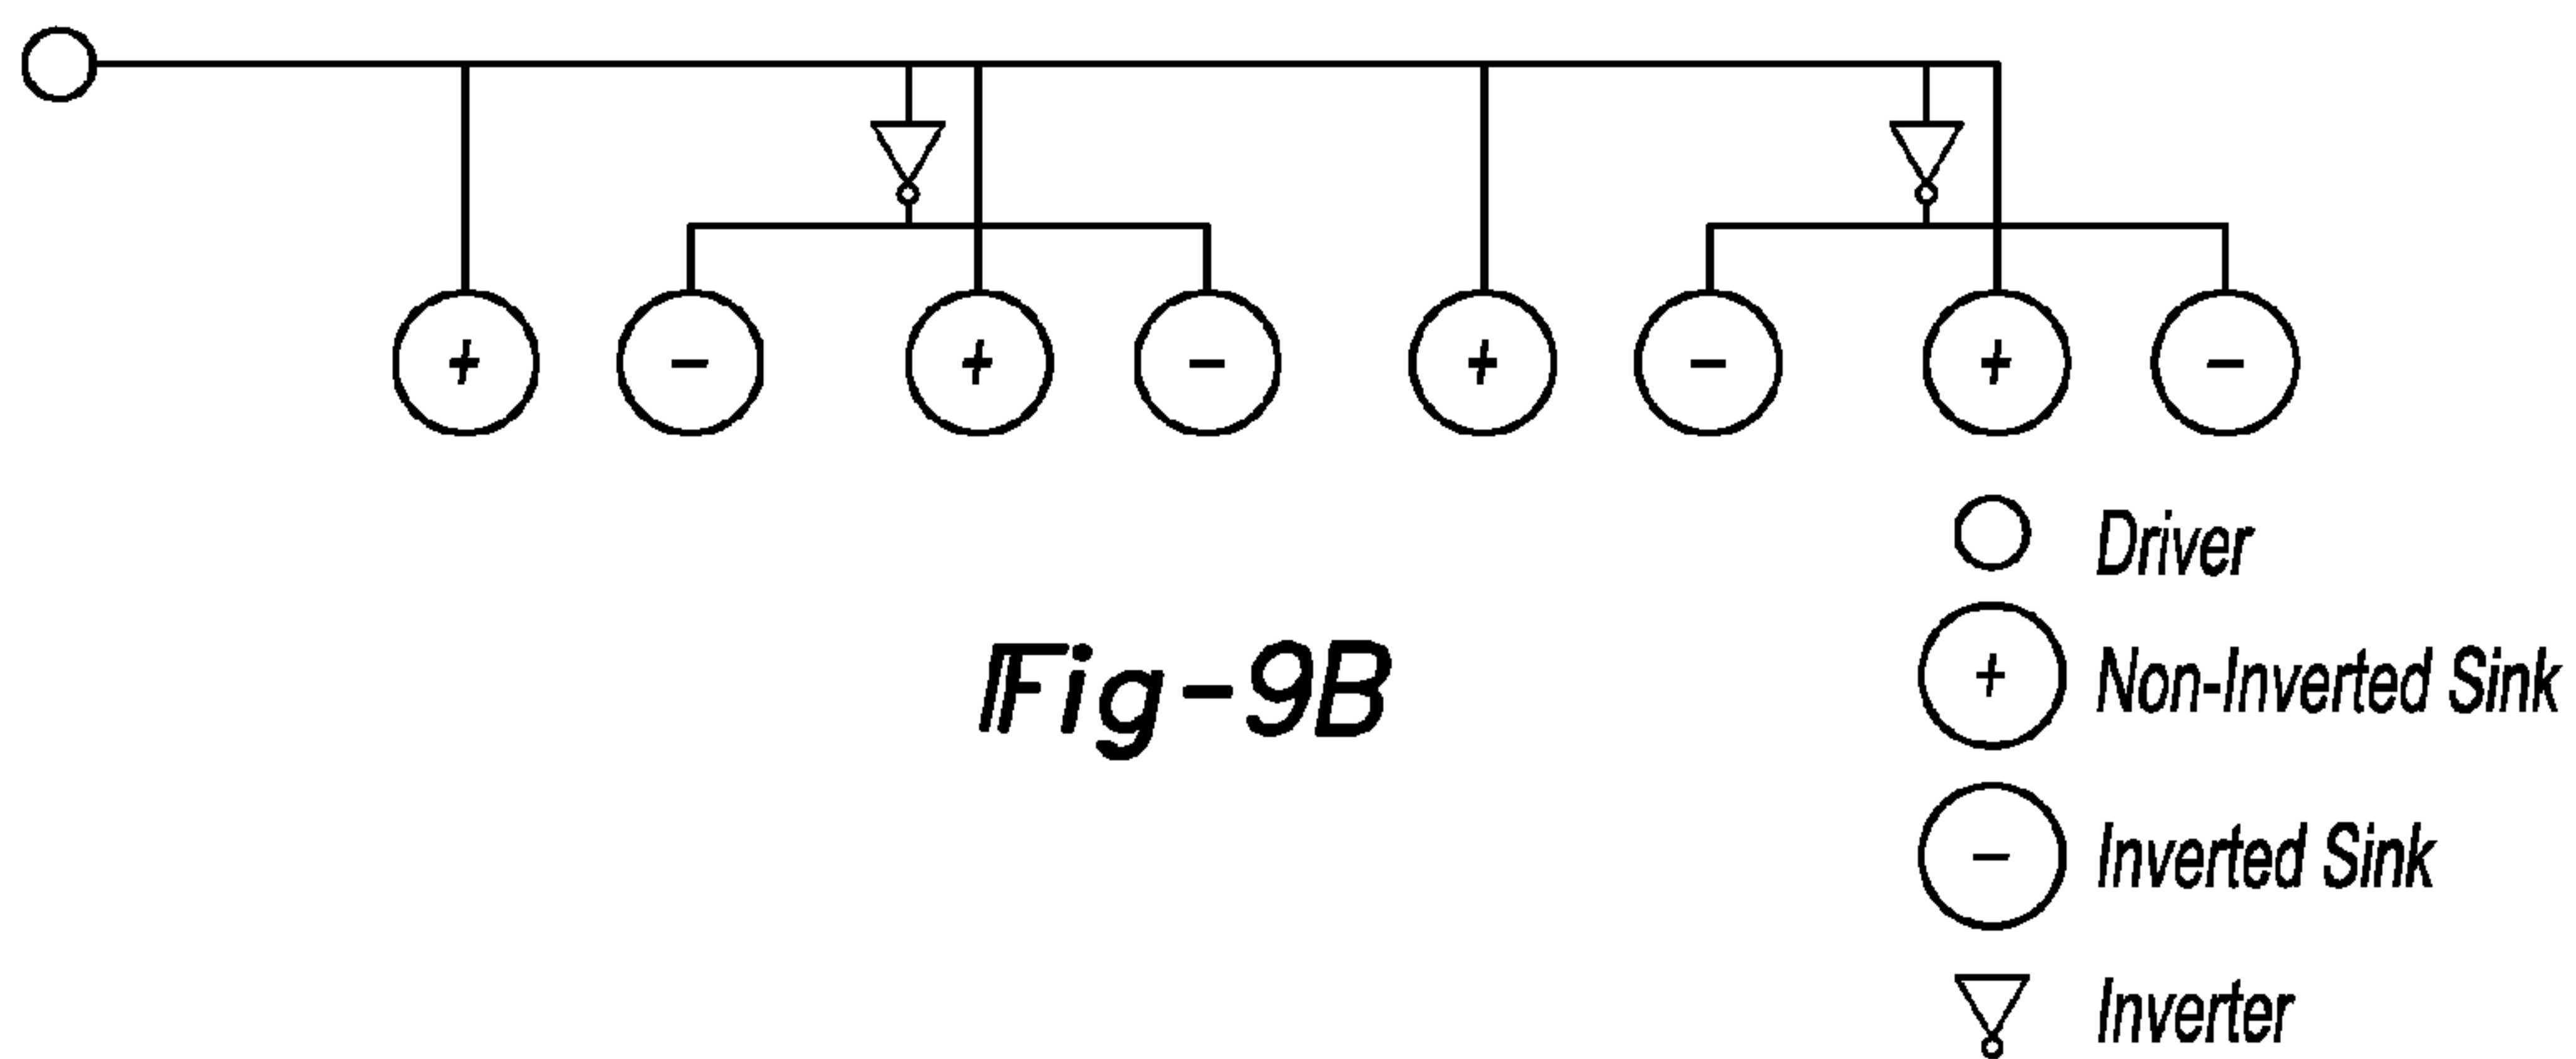 + − + − + − + −
Driver
+ Non-Inverted Sink
Fig-9B
− Inverted Sink
Inverter